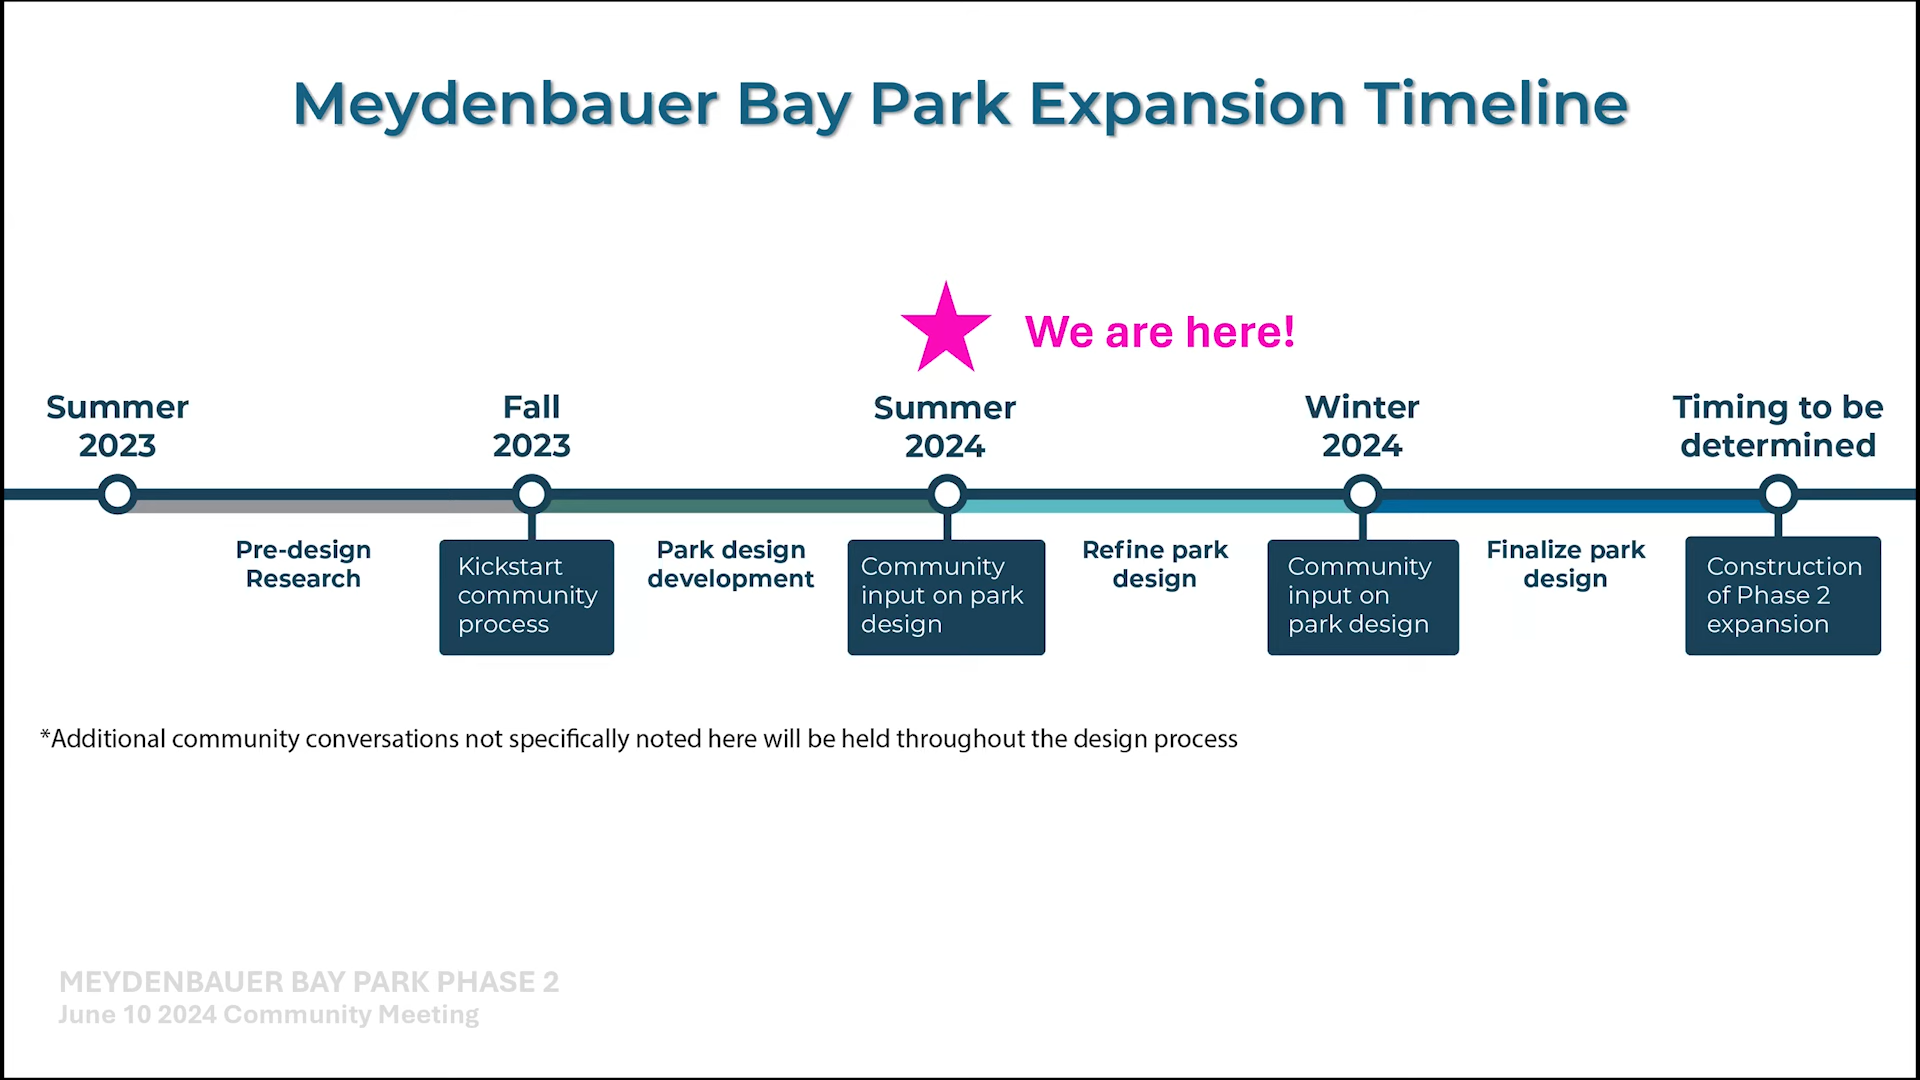 Meydenbauer Bay Park Expansion Timeline
We are here!
Summer
2023
Fall
2023
Summer
2024
Winter
2024
Timing to be
determined
Pre-design
Research
Kickstart
community
process
Park design
development
Community
input on park
design
Refine park
design
Community
input on
park design
Finalize park
design
Construction
of Phase 2
expansion
*Additional community conversations not specifically noted here will be held throughout the design process
MEYDENBAUER BAY PARK PHASE 2
June 10 2024 Community Meeting